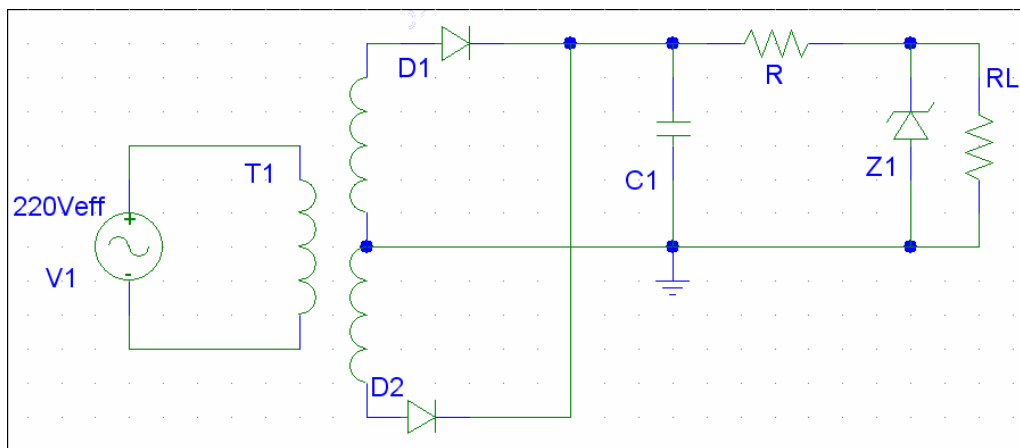 D1
R
RL
T1
C1
Z1
220Veff
+
-
V1
D2